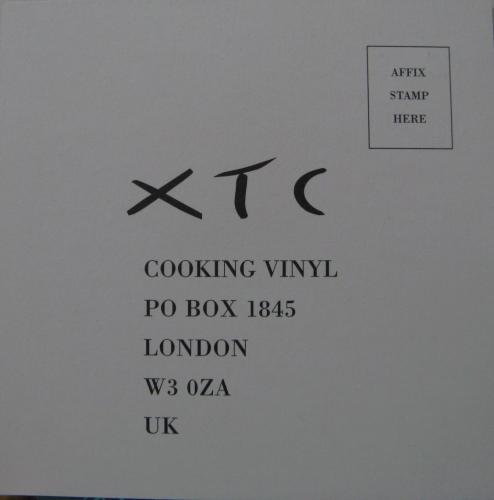 AFFIX
STAMP
HERE
XTC
COOKING VINYL
PO BOX 1845
LONDON
W3 0ZA
UK